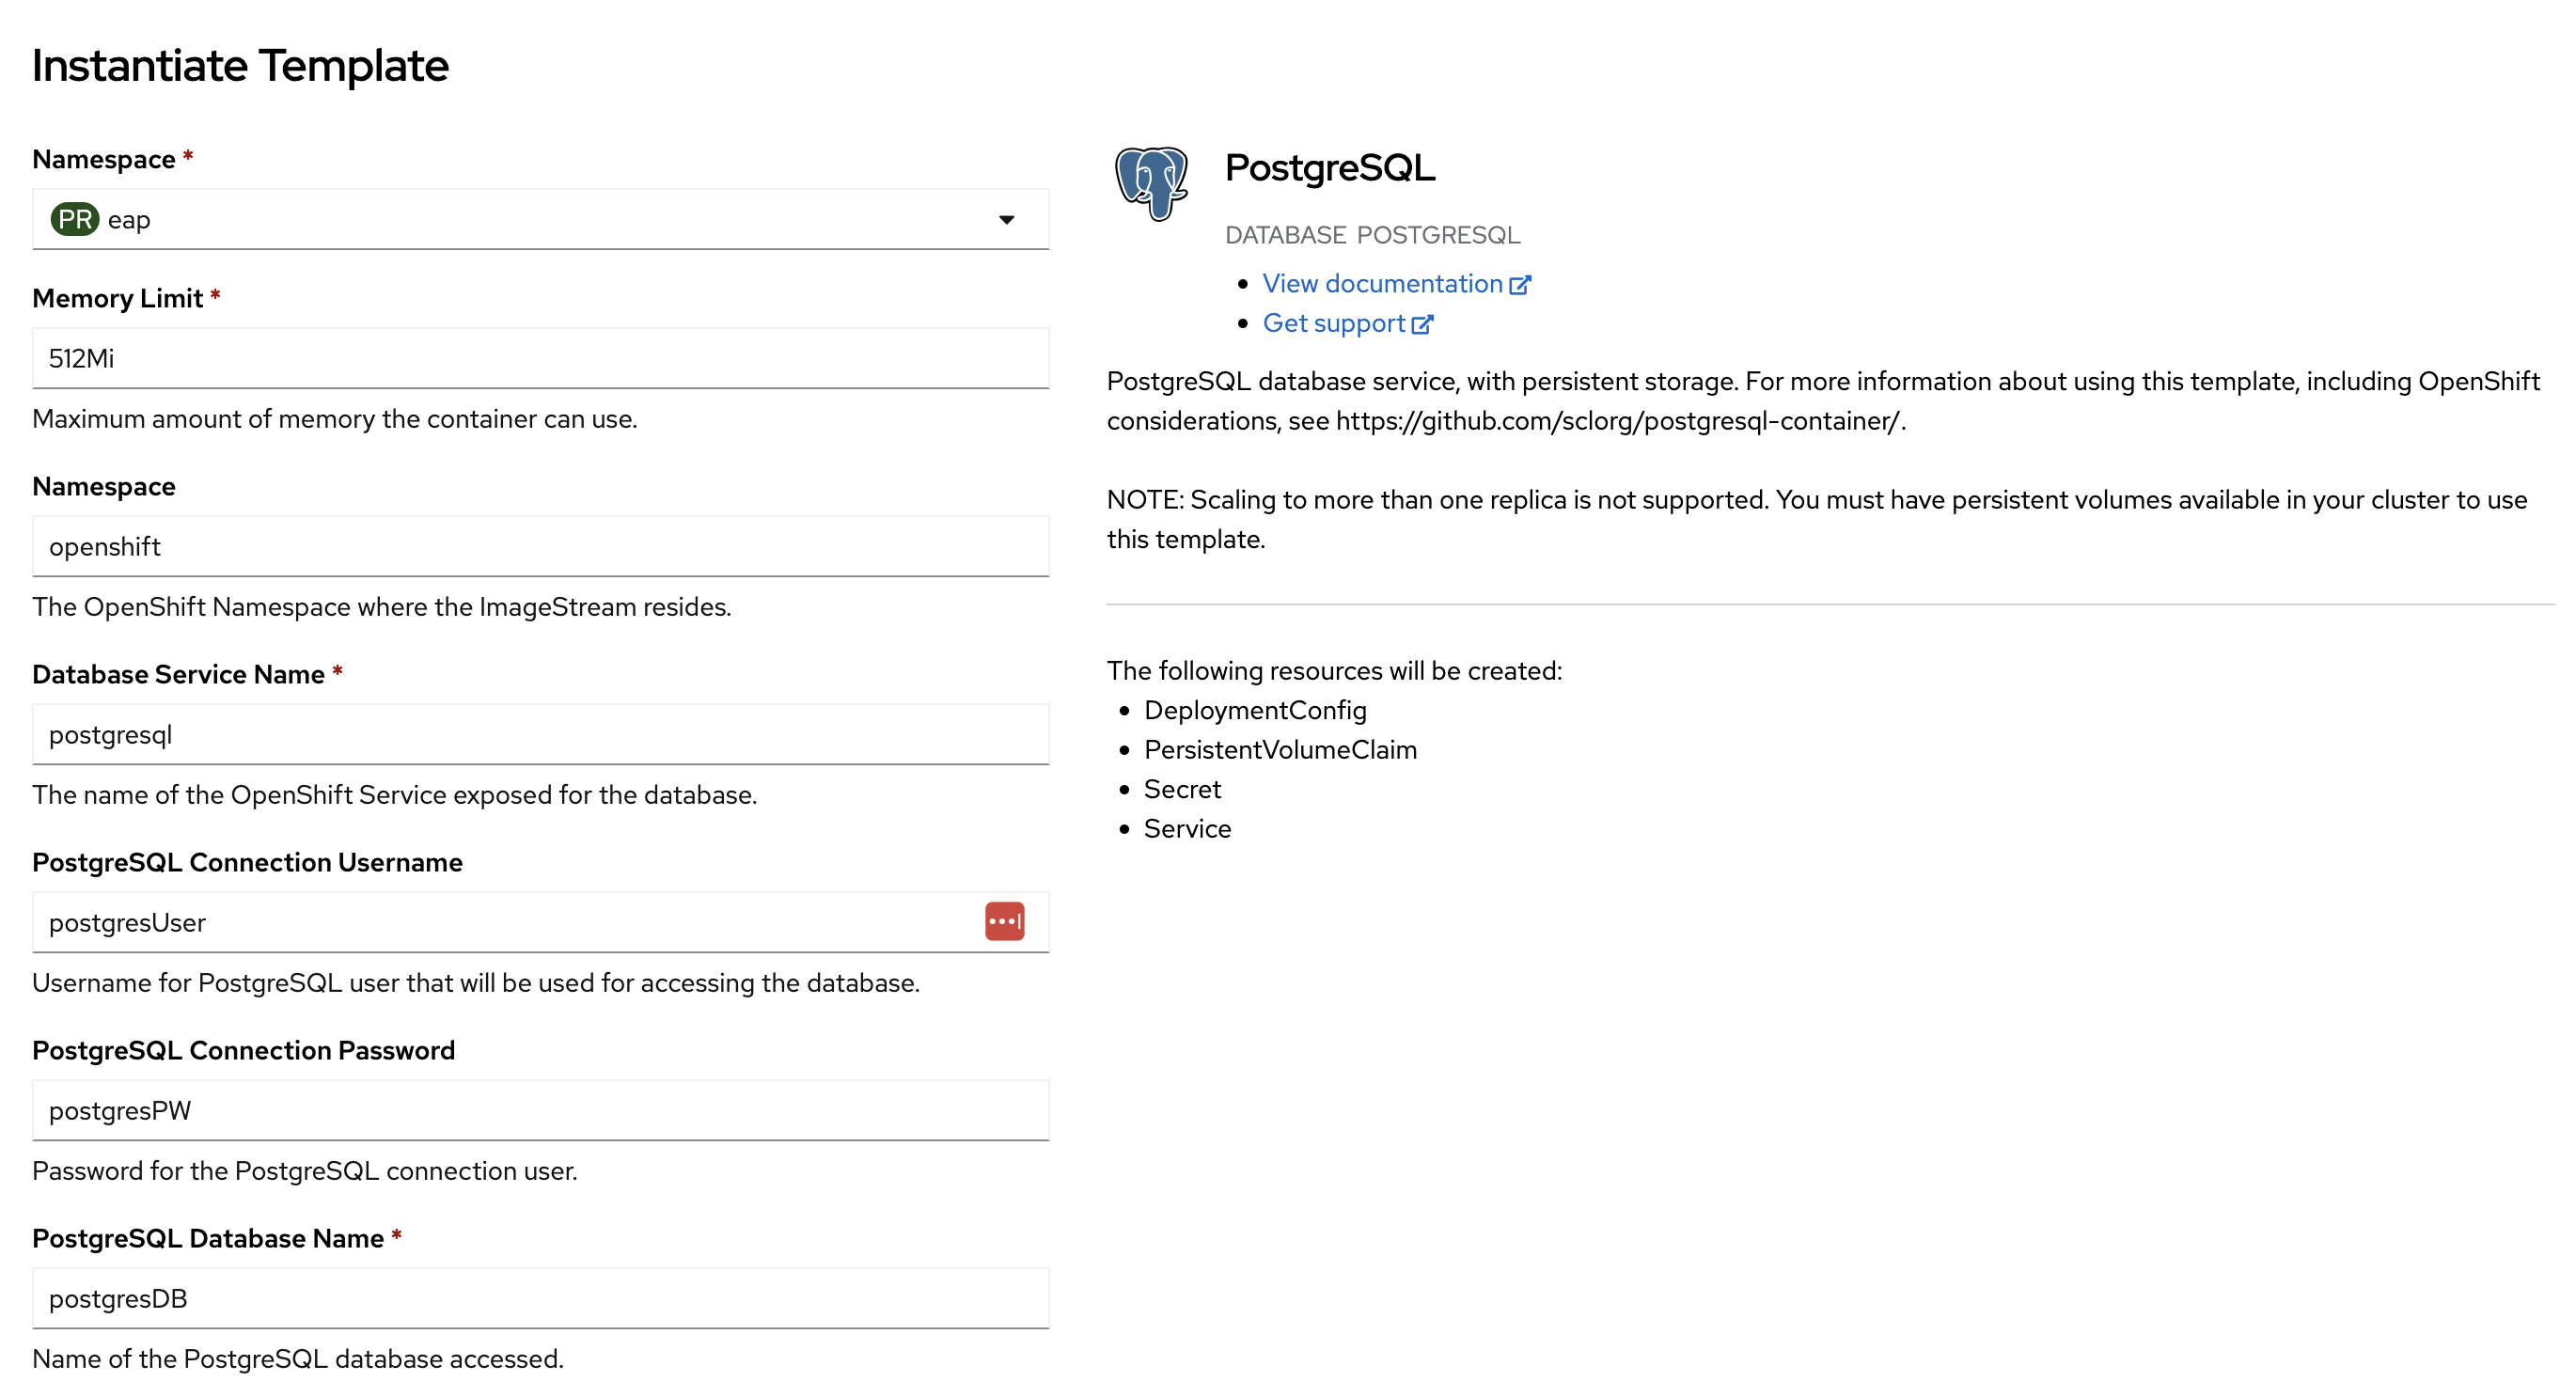 Instantiate Template
Namespace *
PR eap
Memory Limit *
512Mi
Maximum amount of memory the container can use.
Namespace
openshift
The OpenShift Namespace where the ImageStream resides.
Database Service Name *
postgresql
The name of the OpenShift Service exposed for the database.
PostgreSQL Connection Username
postgresUser
Username for PostgreSQL user that will be used for accessing the database.
PostgreSQL Connection Password
postgresPW
Password for the PostgreSQL connection user.
PostgreSQL Database Name *
postgresDB
Name of the PostgreSQL database accessed.
PostgreSQL
DATABASE POSTGRESQL
• View documentation
• Get support
PostgreSQL database service, with persistent storage. For more information about using this template, including OpenShift
considerations, see https://github.com/sclorg/postgresql-container/.
NOTE: Scaling to more than one replica is not supported. You must have persistent volumes available in your cluster to use
this template.
The following resources will be created:
• DeploymentConfig
• PersistentVolumeClaim
• Secret
• Service